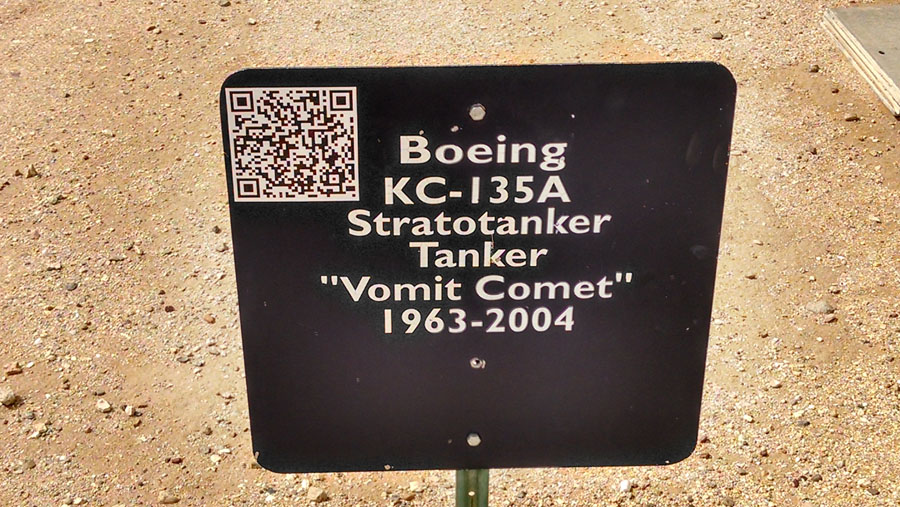 Boeing
KC-135A
Stratotanker
Tanker
"Vomit Comet"
1963-2004